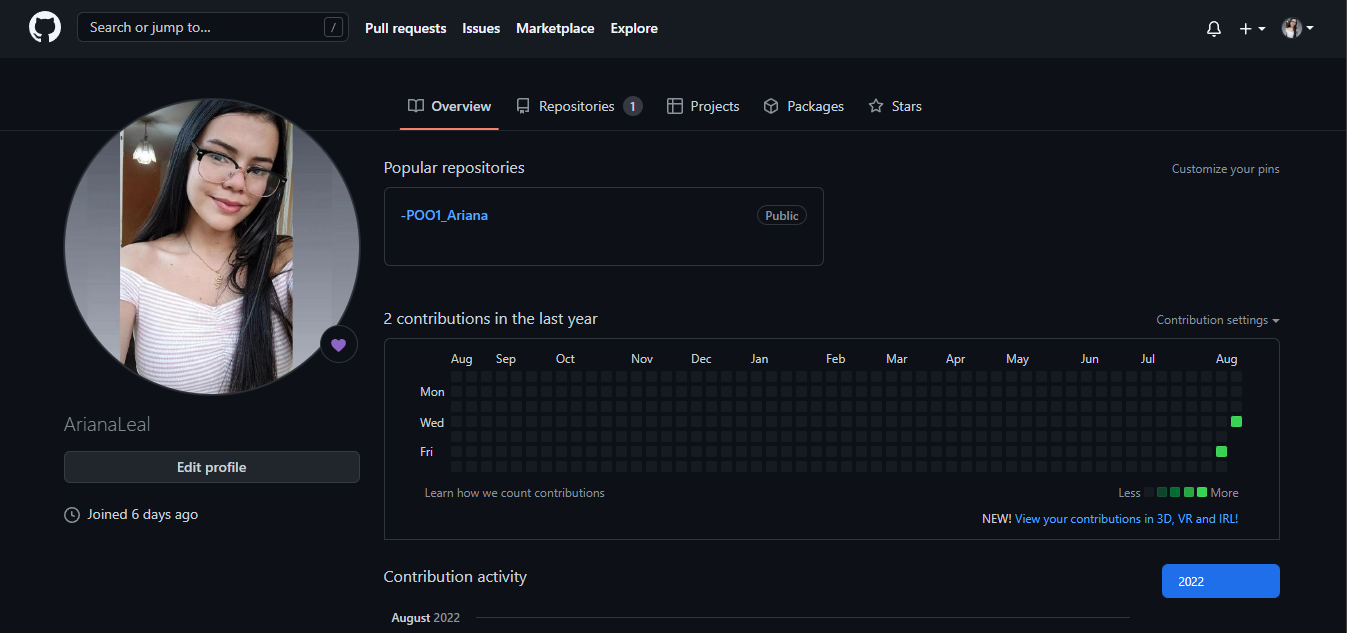 Search or jump to... /
Pull requests Issues Marketplace Explore
Overview Repositories 1 Projects Packages Stars
Popular repositories Customize your pins
-POO1_Ariana Public
2 contributions in the last year Contribution settings
Aug Sep Oct Nov Dec Jan Feb Mar Apr May Jun Jul Aug
Mon
Wed
Fri
Learn how we count contributions Less More
NEW! View your contributions in 3D, VR and IRL!
ArianaLeal
Edit profile
Joined 6 days ago
Contribution activity 2022
August 2022